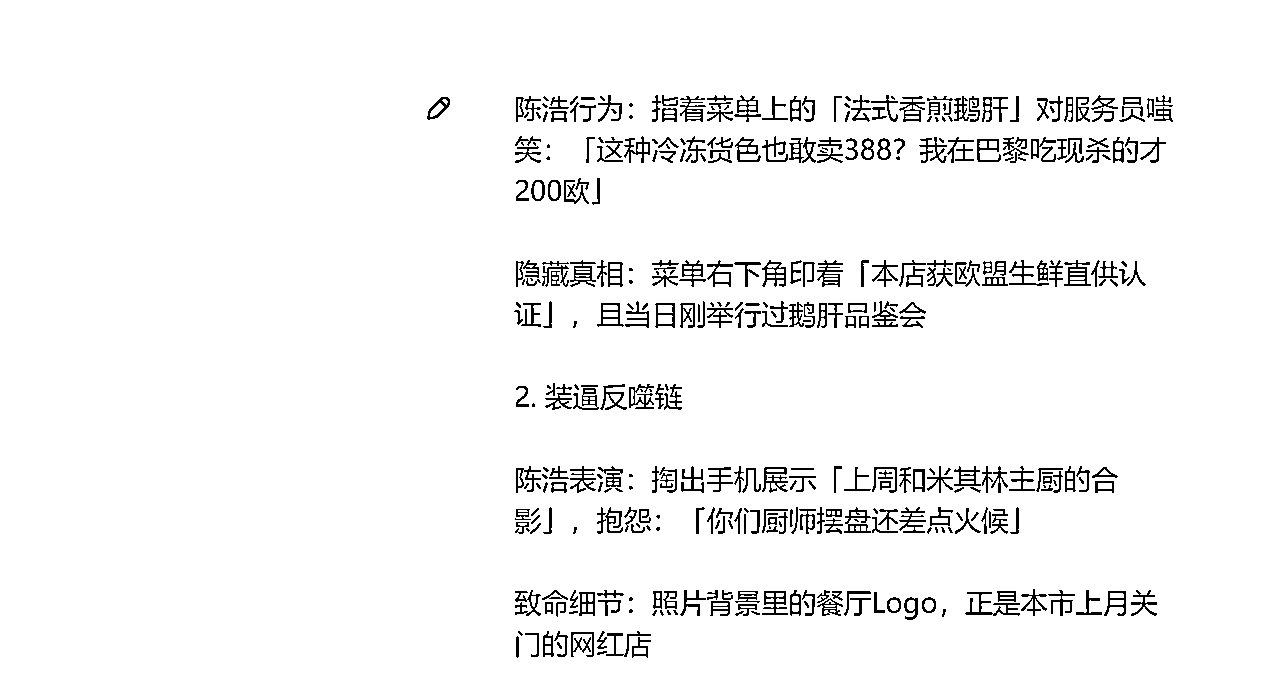 陈浩行为：指着菜单上的「法式香煎鹅肝」对服务员嗤
笑：「这种冷冻货色也敢卖388？我在巴黎吃现杀的才
200欧」
隐藏真相：菜单右下角印着「本店获欧盟生鲜直供认
证」，且当日刚举行过鹅肝品鉴会
2. 装逼反噬链
陈浩表演：掏出手机展示「上周和米其林主厨的合
影」，抱怨：「你们厨师摆盘还差点火候」
致命细节：照片背景里的餐厅Logo，正是本市上月关
门的网红店